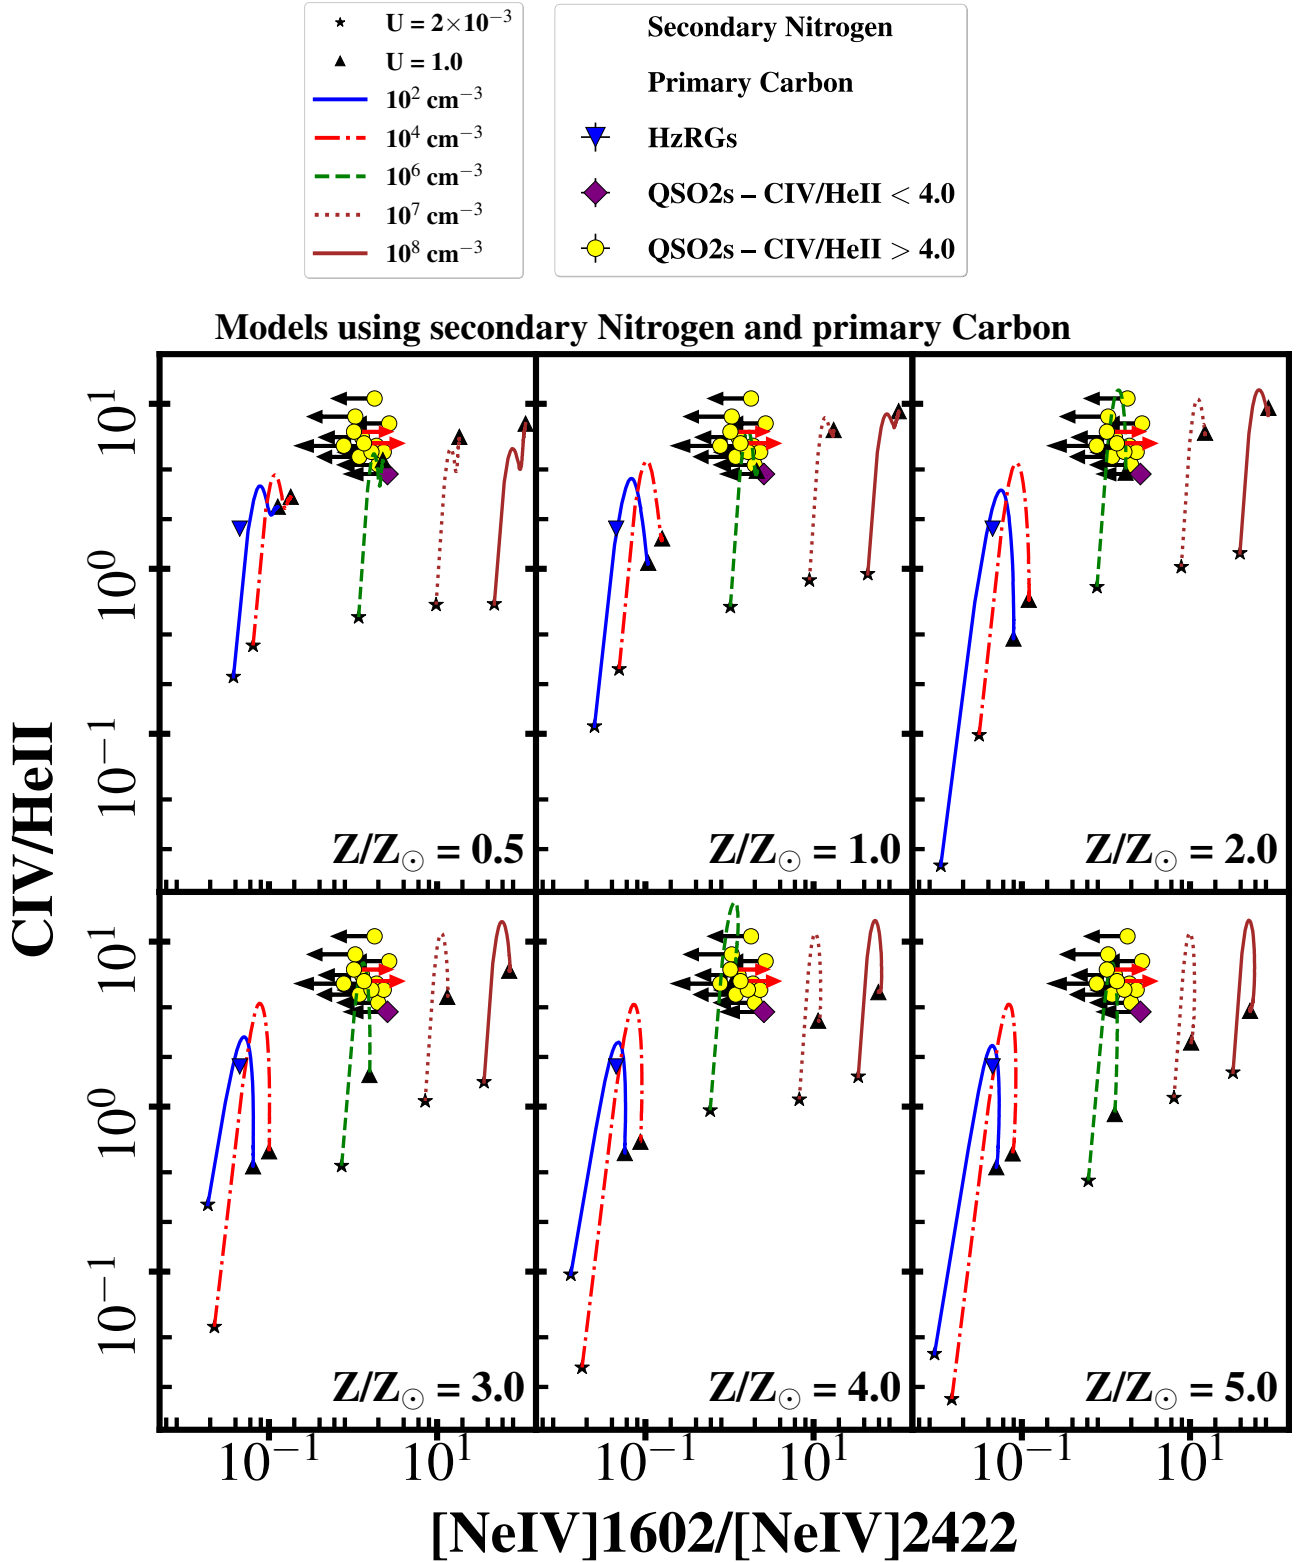 U = 2×10⁻³
U = 1.0
10² cm⁻³
10⁴ cm⁻³
10⁶ cm⁻³
10⁷ cm⁻³
10⁸ cm⁻³
Secondary Nitrogen
Primary Carbon
HzRGs
QSO2s – CIV/HeII < 4.0
QSO2s – CIV/HeII > 4.0
Models using secondary Nitrogen and primary Carbon
CIV/HeII
10¹
10⁰
10⁻¹
Z/Z☉ = 0.5
Z/Z☉ = 1.0
Z/Z☉ = 2.0
10¹
10⁰
10⁻¹
Z/Z☉ = 3.0
Z/Z☉ = 4.0
Z/Z☉ = 5.0
10⁻¹ 10¹ 10⁻¹ 10¹ 10⁻¹ 10¹
[NeIV]1602/[NeIV]2422